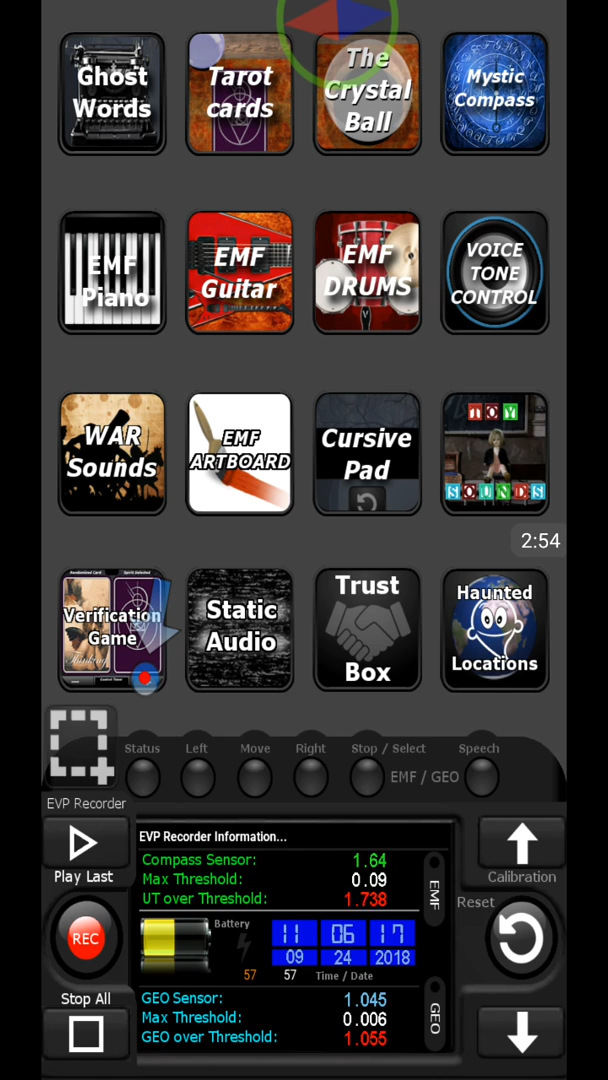 Ghost
Words
Tarot
cards
The
Crystal
Ball
Mystic
Compass
EMF
Piano
EMF
Guitar
EMF
DRUMS
VOICE
TONE
CONTROL
WAR
Sounds
EMF
ARTBOARD
Cursive
Pad
TOY
SOUNDS
2:54
Verification
Game
Thinking
Static
Audio
Trust
Box
Haunted
Locations
Status Left Move Right Stop / Select Speech
EMF / GEO
EVP Recorder
Play Last
REC
Stop All
EVP Recorder Information...
Compass Sensor: 1.64
Max Threshold: 0.09
UT over Threshold: 1.738
EMF
Battery
11 06 17
09 24 2018
57 57 Time / Date
GEO Sensor: 1.045
Max Threshold: 0.006
GEO over Threshold: 1.055
GEO
Calibration
Reset